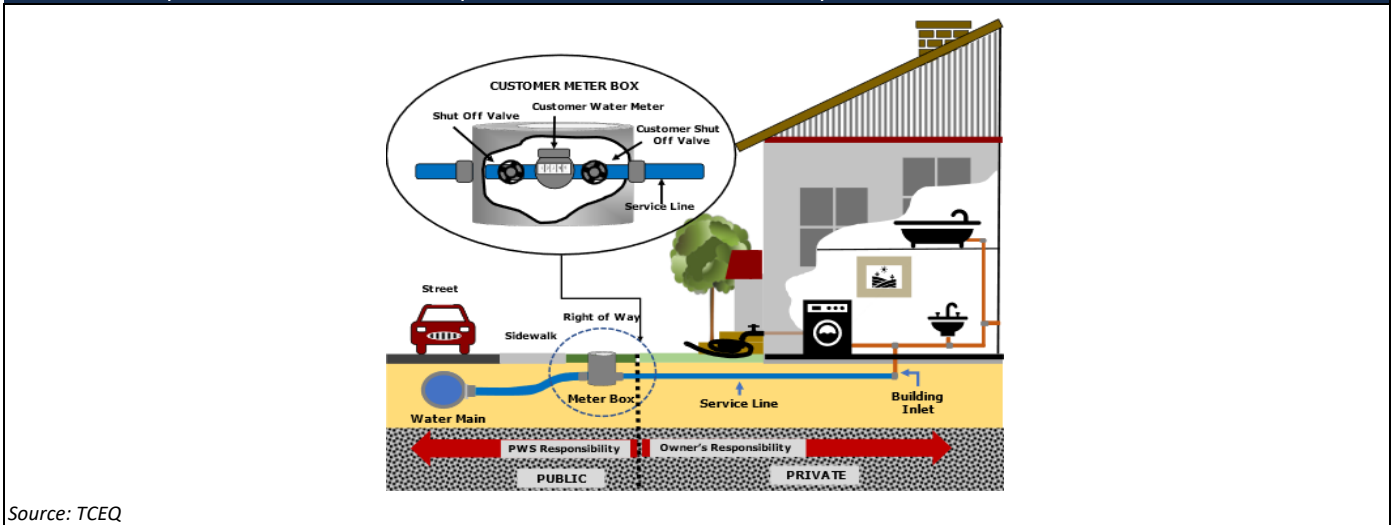 CUSTOMER METER BOX
Customer Water Meter
Shut Off Valve
Customer Shut
Off Valve
Service Line
Street
Right of Way
Sidewalk
Meter Box
Service Line
Building
Inlet
Water Main
PWS Responsibility
Owner's Responsibility
PUBLIC
PRIVATE
Source: TCEQ